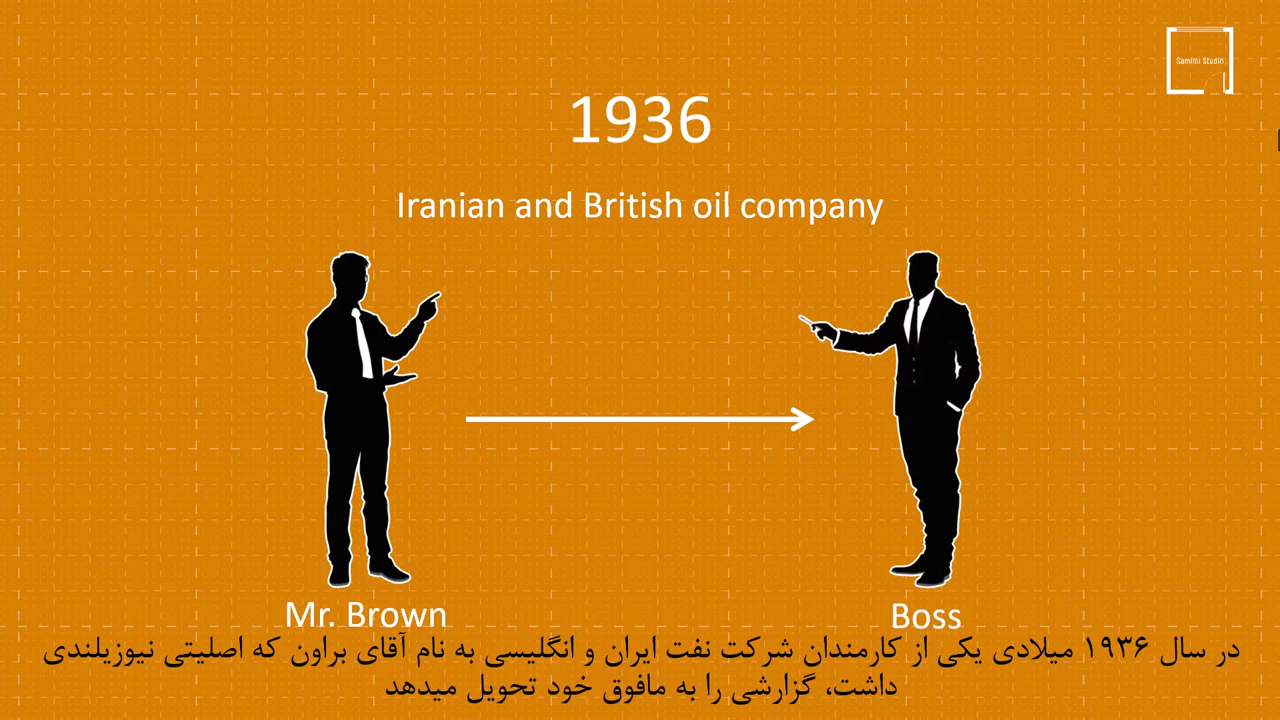 Samimi Studio
1936
Iranian and British oil company
Mr. Brown
Boss
در سال ۱۹۳۶ میلادی یکی از کارمندان شرکت نفت ایران و انگلیسی به نام آقای براون که اصلیتی نیوزیلندی
داشت، گزارشی را به مافوق خود تحویل میدهد